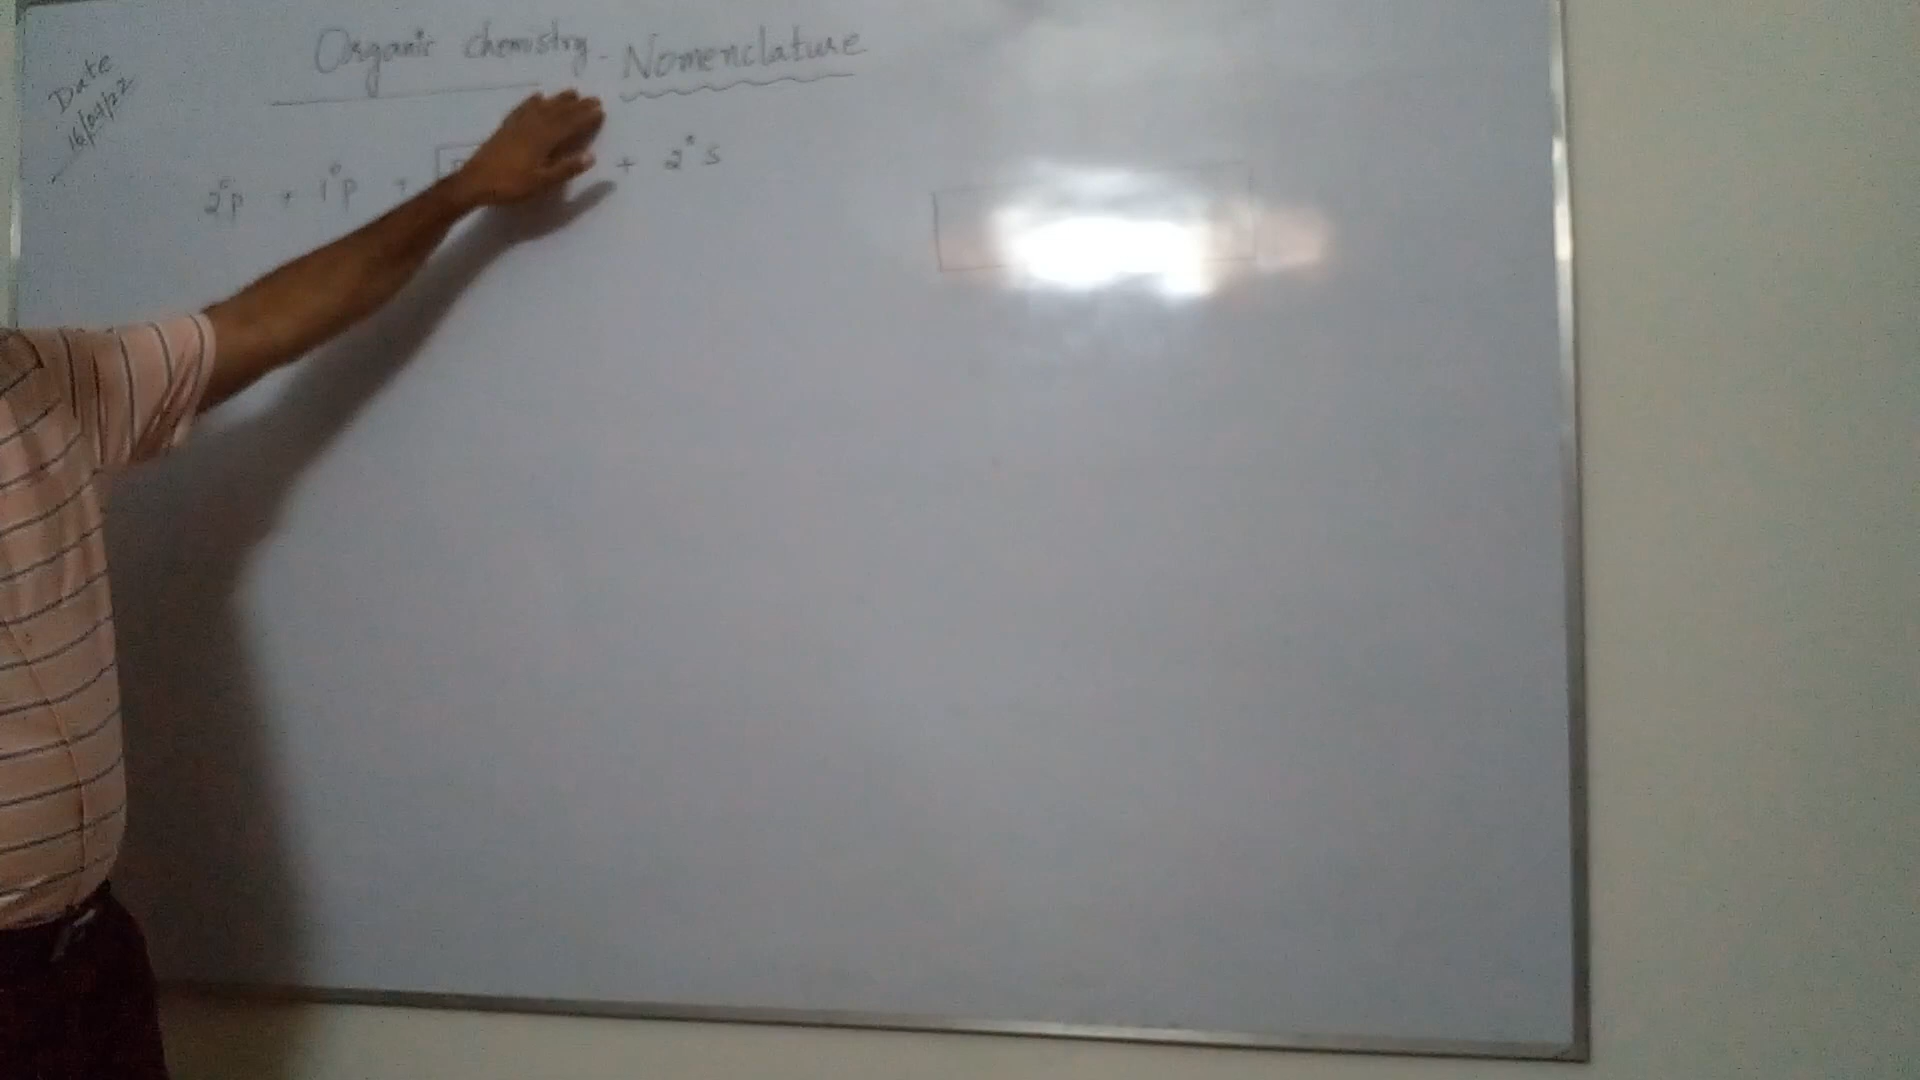 Organic chemistry - Nomenclature
Date
16/09/22
2°p + 1°p + + 2°s